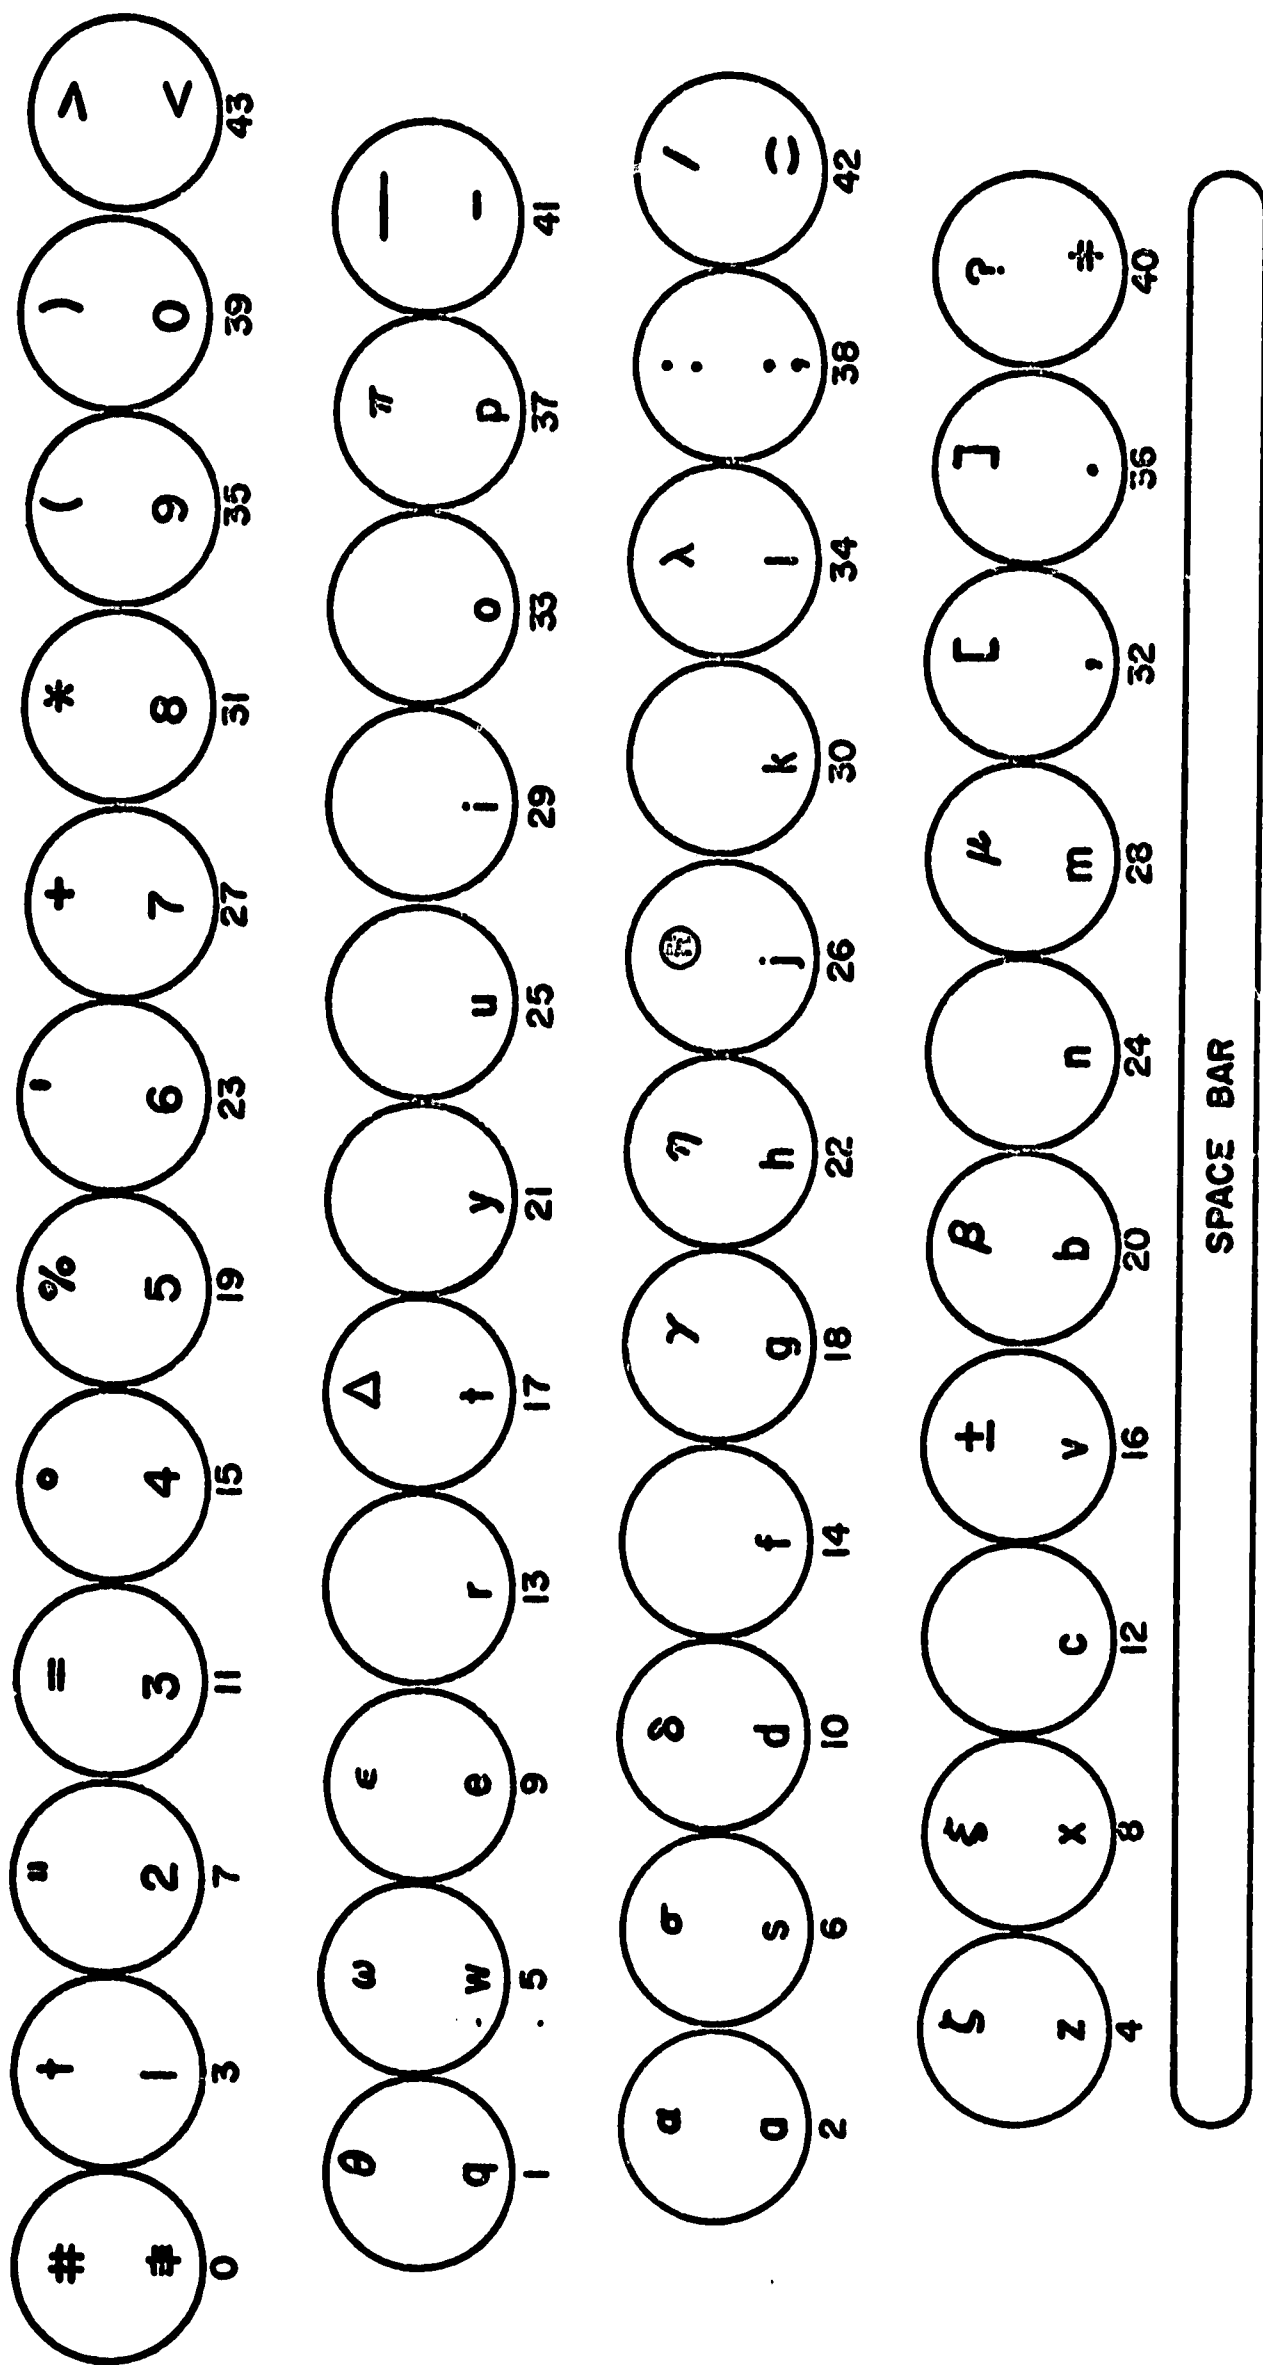 # † " = ° % ' + * ( ) >
1 2 3 4 5 6 7 8 9 0 <
0 3 7 11 15 19 23 27 31 35 39 43
θ ω ε Δ π —
q w e r t y u i o p -
1 5 9 13 17 21 25 29 33 37 41
α σ δ γ η λ : /
a s d f g h j k l ;
2 6 10 14 18 22 26 30 34 38 42
ζ ξ ± β μ [ ] ?
z x c v b n m , .
4 8 12 16 20 24 28 32 36 40
SPACE BAR